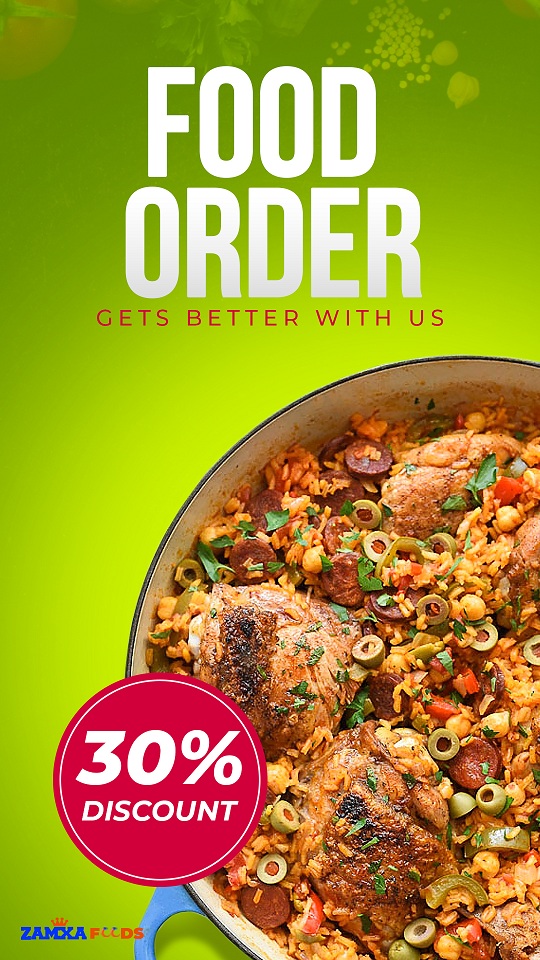 FOOD
ORDER
GETS BETTER WITH US
30%
DISCOUNT
ZAMXA FOODS